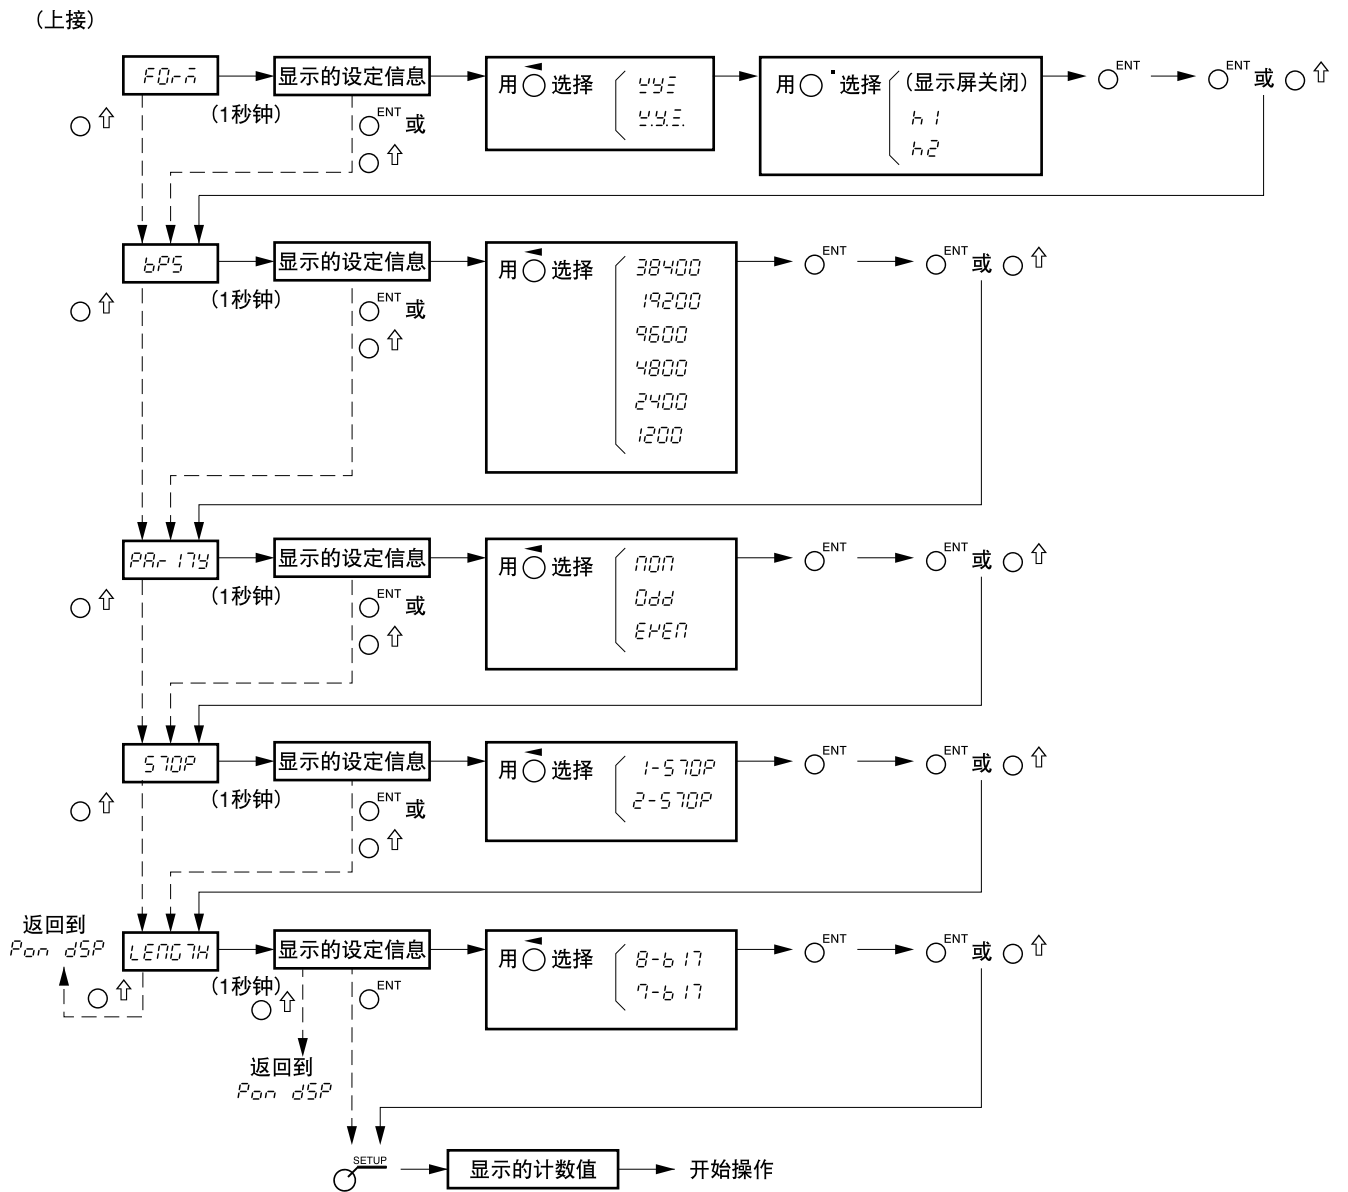 (上接)
FOrm
显示的设定信息
用 选择
yyE
y.y.E.
用 选择
(显示屏关闭)
h1
h2
ENT
ENT
或
(1秒钟)
ENT
或
bPS
显示的设定信息
用 选择
38400
19200
9600
4800
2400
1200
ENT
ENT
或
(1秒钟)
ENT
或
PArITY
显示的设定信息
用 选择
NON
Odd
EVEN
ENT
ENT
或
(1秒钟)
ENT
或
STOP
显示的设定信息
用 选择
1-STOP
2-STOP
ENT
ENT
或
(1秒钟)
ENT
或
返回到
Pon dSP
LENGTH
显示的设定信息
用 选择
8-bIT
7-bIT
ENT
ENT
或
(1秒钟)
ENT
返回到
Pon dSP
SETUP
显示的计数值
开始操作